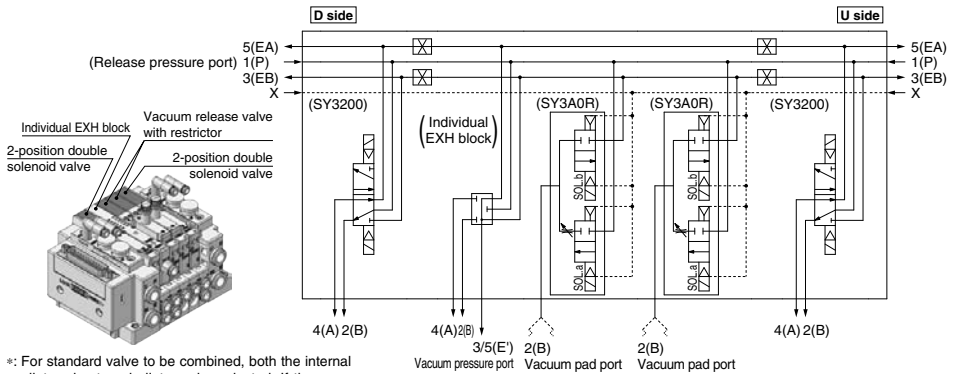 D side
U side
5(EA)
5(EA)
(Release pressure port) 1(P)
1(P)
3(EB)
3(EB)
X
X
(SY3200)
(Individual
EXH block)
(SY3A0R)
(SY3A0R)
(SY3200)
Individual EXH block
Vacuum release valve
with restrictor
2-position double
solenoid valve
2-position double
solenoid valve
SOL.b
SOL.b
SOL.a
SOL.a
4(A) 2(B)
4(A) 2(B)
3/5(E')
Vacuum pressure port
2(B)
Vacuum pad port
2(B)
Vacuum pad port
4(A) 2(B)
*: For standard valve to be combined, both the internal